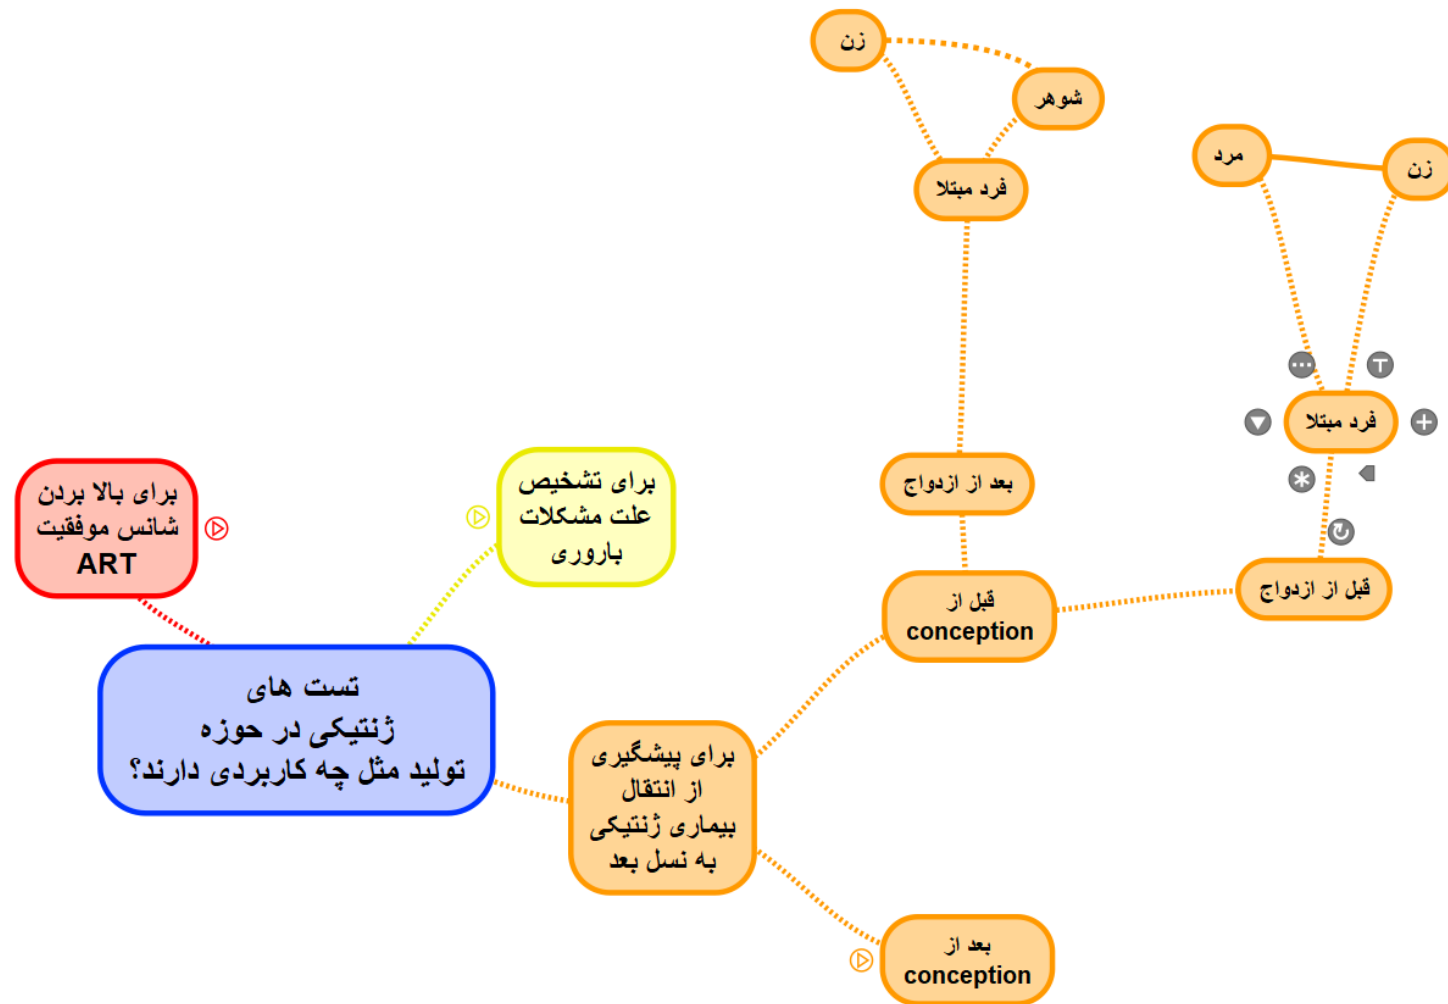 زن
شوهر
فرد مبتلا
مرد
زن
فرد مبتلا
بعد از ازدواج
قبل از ازدواج
قبل از
conception
برای بالا بردن
شانس موفقیت
ART
برای تشخیص
علت مشکلات
باروری
تست های
ژنتیکی در حوزه
تولید مثل چه کاربردی دارند؟
برای پیشگیری
از انتقال
بیماری ژنتیکی
به نسل بعد
بعد از
conception